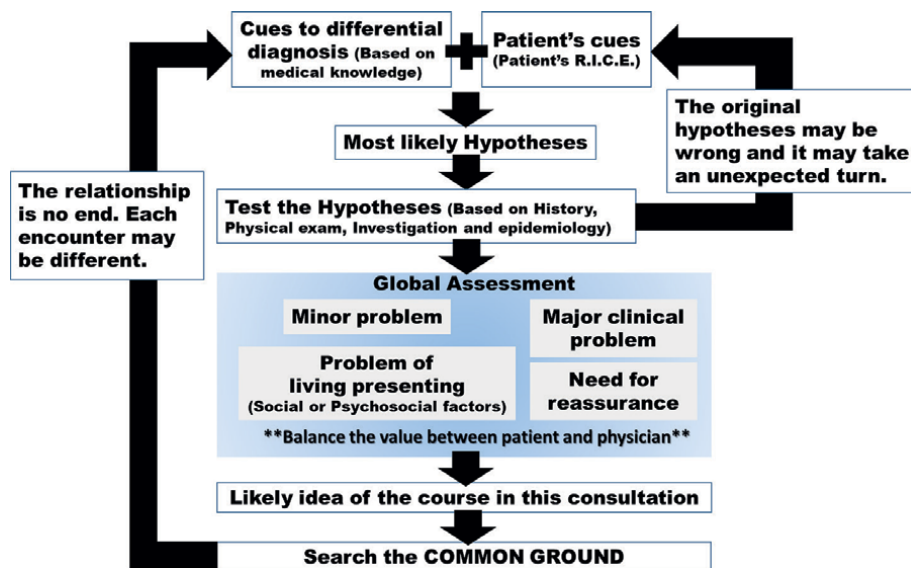 Cues to differential
diagnosis (Based on
medical knowledge)
Patient's cues
(Patient's R.I.C.E.)
The original
hypotheses may be
wrong and it may take
an unexpected turn.
Most likely Hypotheses
The relationship
is no end. Each
encounter may
be different.
Test the Hypotheses (Based on History,
Physical exam, Investigation and epidemiology)
Global Assessment
Minor problem
Major clinical
problem
Problem of
living presenting
(Social or Psychosocial factors)
Need for
reassurance
**Balance the value between patient and physician**
Likely idea of the course in this consultation
Search the COMMON GROUND